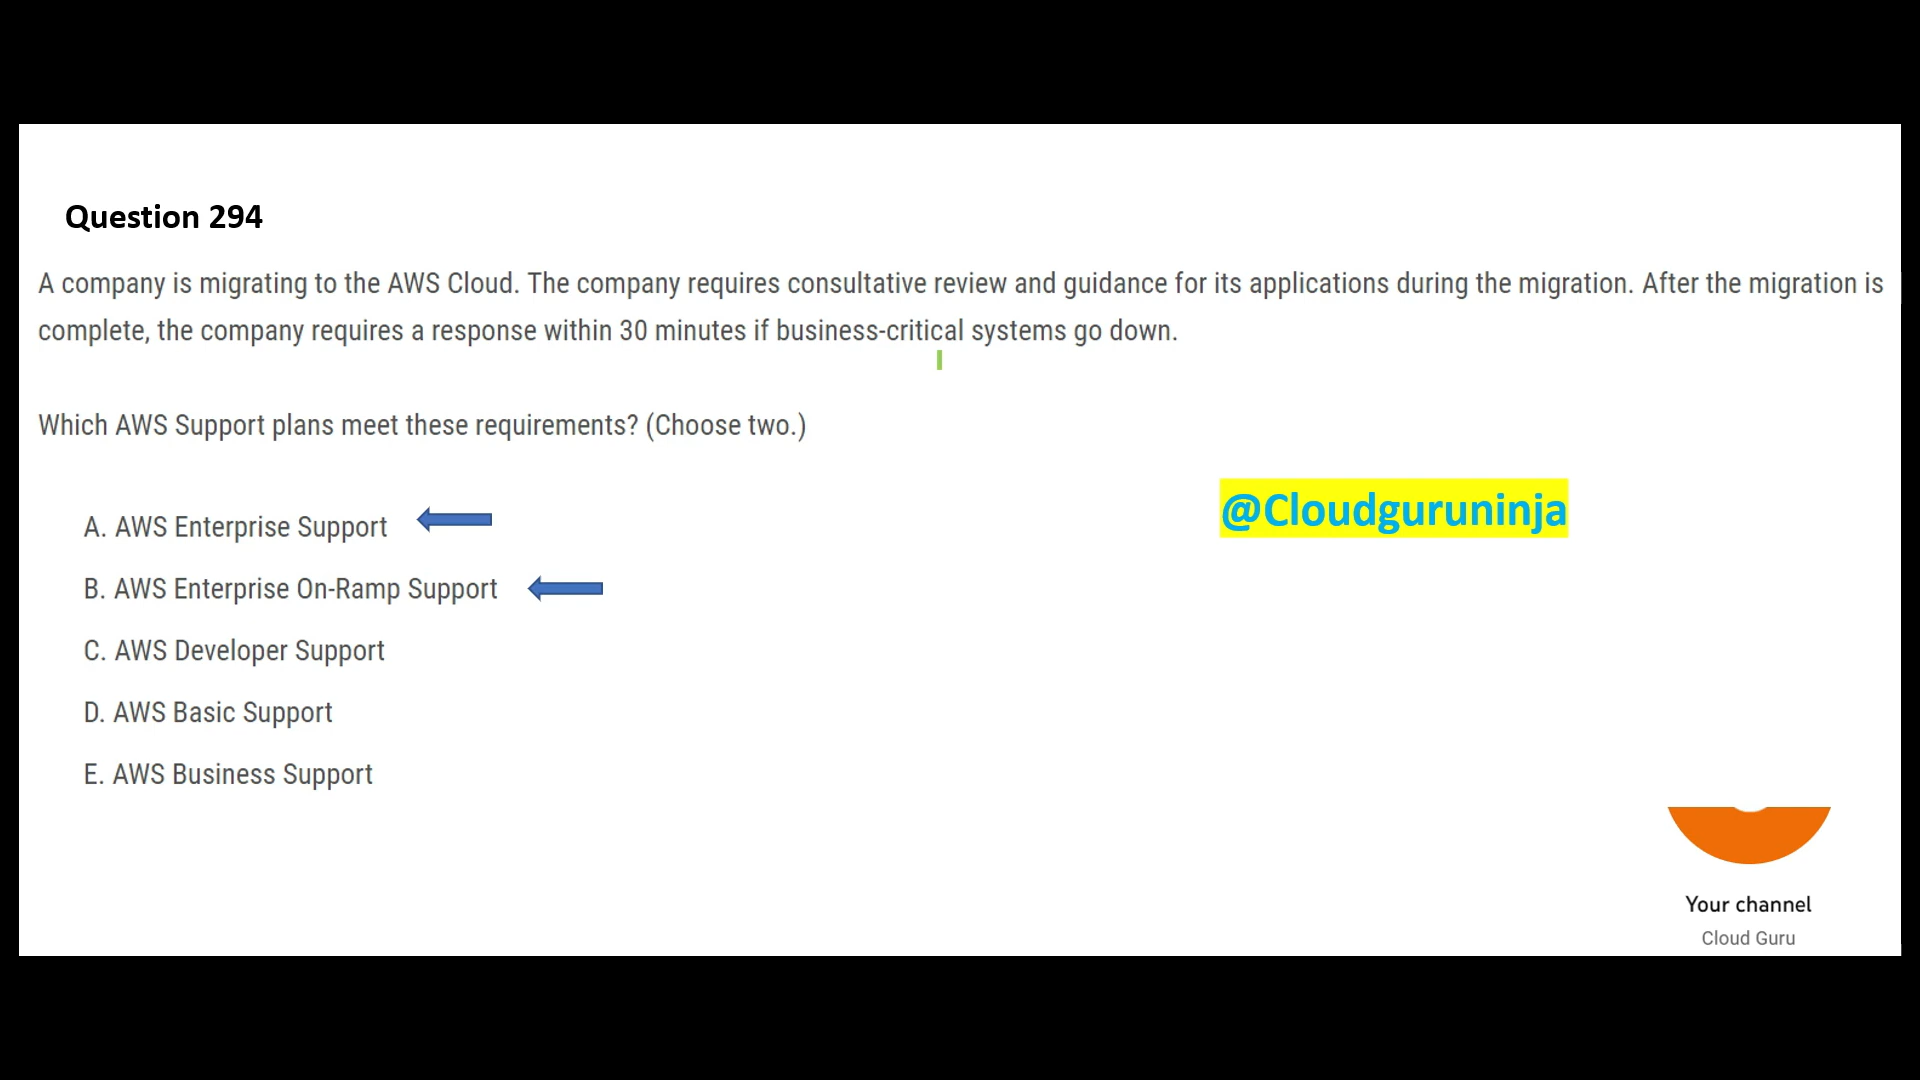 Question 294
A company is migrating to the AWS Cloud. The company requires consultative review and guidance for its applications during the migration. After the migration is
complete, the company requires a response within 30 minutes if business-critical systems go down.
Which AWS Support plans meet these requirements? (Choose two.)
A. AWS Enterprise Support
@Cloudguruninja
B. AWS Enterprise On-Ramp Support
C. AWS Developer Support
D. AWS Basic Support
E. AWS Business Support
Your channel
Cloud Guru